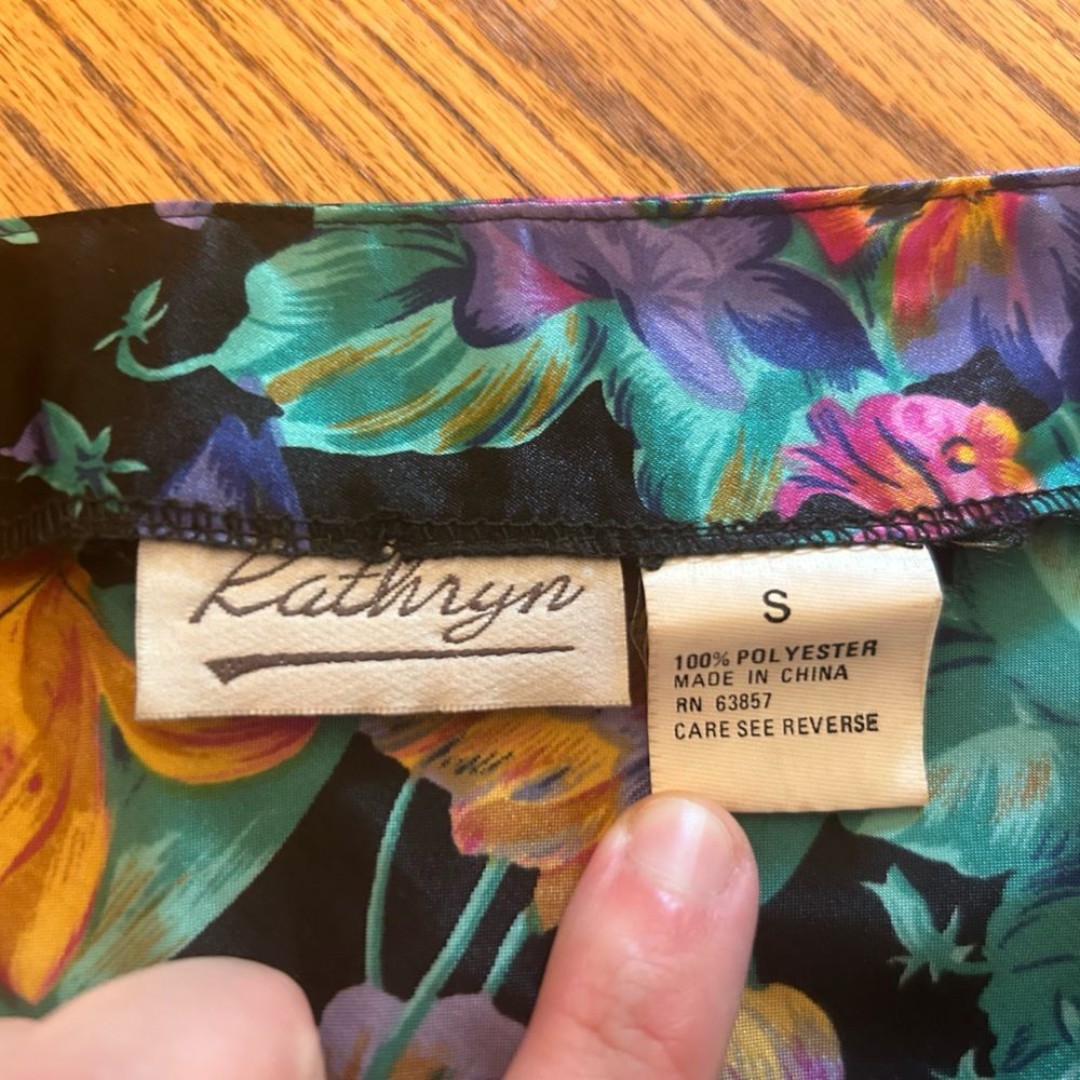 Kathryn
S
100% POLYESTER
MADE IN CHINA
RN 63857
CARE SEE REVERSE